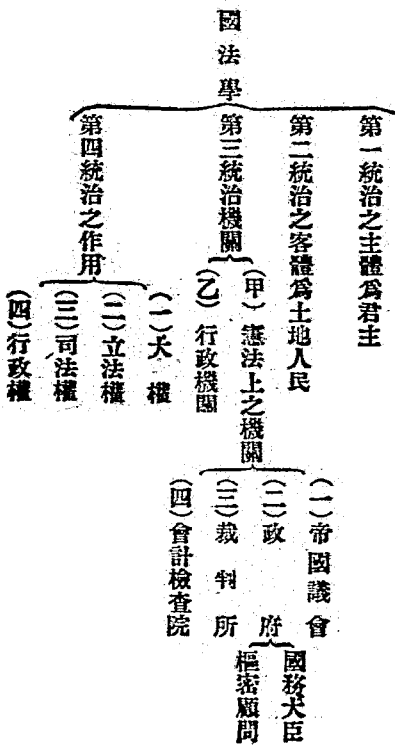 國法學
第一統治之主體爲君主
第二統治之客體爲土地人民
第三統治機關
(甲)憲法上之機關
(一)帝國議會
(二)政府
國務大臣
樞密顧問
(三)裁判所
(四)會計檢查院
(乙)行政機關
第四統治之作用
(一)大權
(二)立法權
(三)司法權
(四)行政權